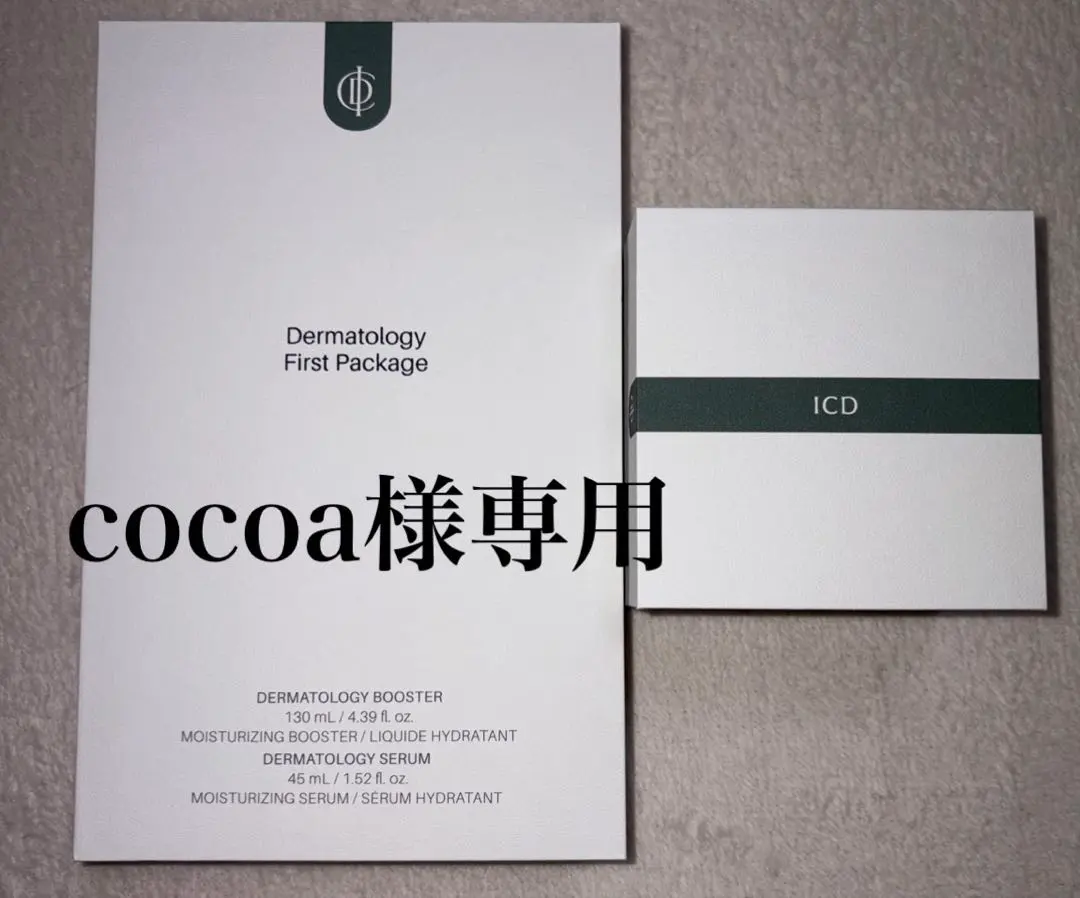 Dermatology
First Package
ICD
cocoa様専用
DERMATOLOGY BOOSTER
130 mL / 4.39 fl. oz.
MOISTURIZING BOOSTER / LIQUIDE HYDRATANT
DERMATOLOGY SERUM
45 mL / 1.52 fl. oz.
MOISTURIZING SERUM / SÉRUM HYDRATANT